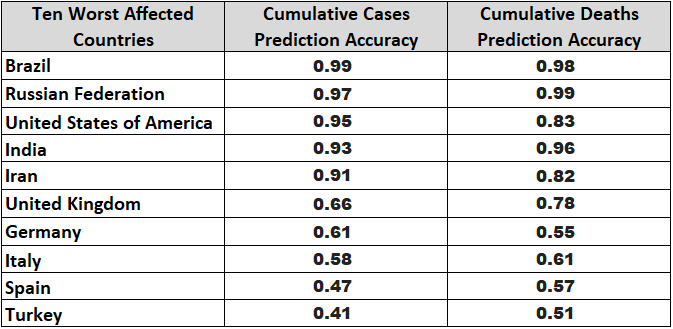 Ten Worst Affected Countries Cumulative Cases Prediction Accuracy Cumulative Deaths Prediction Accuracy
Brazil 0.99 0.98
Russian Federation 0.97 0.99
United States of America 0.95 0.83
India 0.93 0.96
Iran 0.91 0.82
United Kingdom 0.66 0.78
Germany 0.61 0.55
Italy 0.58 0.61
Spain 0.47 0.57
Turkey 0.41 0.51